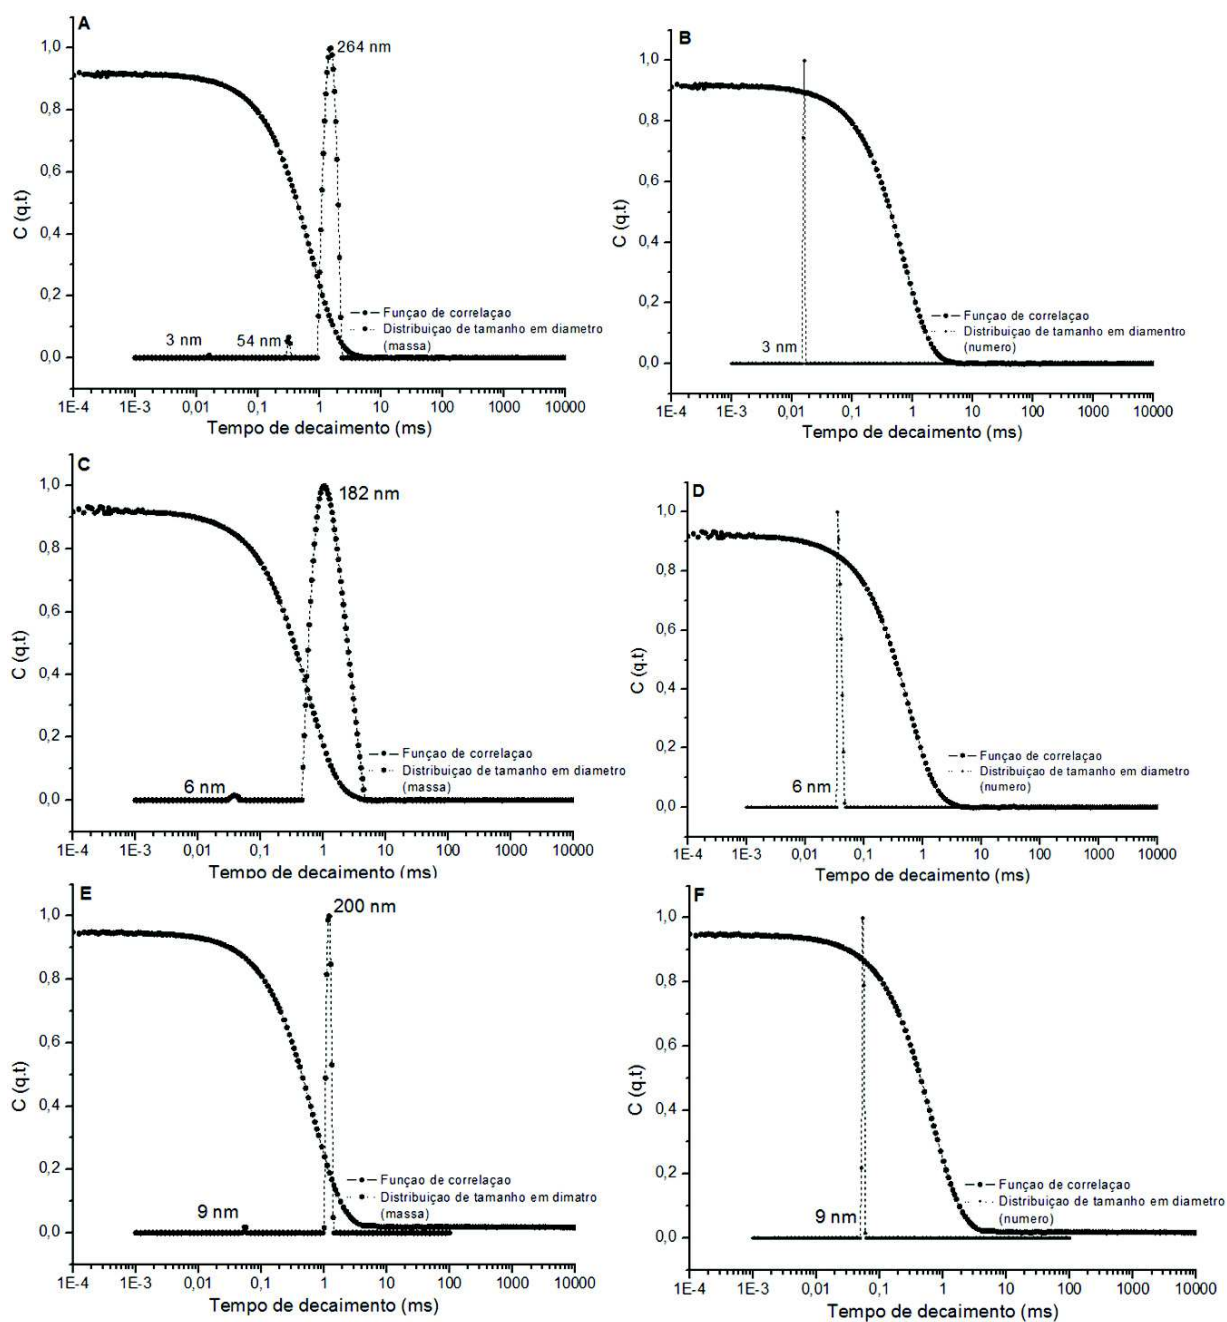 A
264 nm
1,0
0,8
0,6
0,4
0,2
0,0
C (q.t)
3 nm
54 nm
Funçao de correlaçao
Distribuiçao de tamanho em diametro
(massa)
1E-4 1E-3 0,01 0,1 1 10 100 1000 10000
Tempo de decaimento (ms)
B
1,0
0,8
0,6
0,4
0,2
0,0
C (q.t)
3 nm
Funçao de correlaçao
Distribuiçao de tamanho em diamentro
(numero)
1E-4 1E-3 0,01 0,1 1 10 100 1000 10000
Tempo de decaimento (ms)
C
182 nm
1,0
0,8
0,6
0,4
0,2
0,0
C (q.t)
6 nm
Funçao de correlaçao
Distribuiçao de tamanho em diametro
(massa)
1E-4 1E-3 0,01 0,1 1 10 100 1000 10000
Tempo de decaimento (ms)
D
1,0
0,8
0,6
0,4
0,2
0,0
C (q.t)
6 nm
Funçao de correlaçao
Distribuiçao de tamanho em diametro
(numero)
1E-4 1E-3 0,01 0,1 1 10 100 1000 10000
Tempo de decaimento (ms)
E
200 nm
1,0
0,8
0,6
0,4
0,2
0,0
C (q.t)
9 nm
Funçao de correlaçao
Distribuiçao de tamanho em dimatro
(massa)
1E-4 1E-3 0,01 0,1 1 10 100 1000 10000
Tempo de decaimento (ms)
F
1,0
0,8
0,6
0,4
0,2
0,0
C (q.t)
9 nm
Funçao de correlaçao
Distribuiçao de tamanho em diametro
(numero)
1E-4 1E-3 0,01 0,1 1 10 100 1000 10000
Tempo de decaimento (ms)